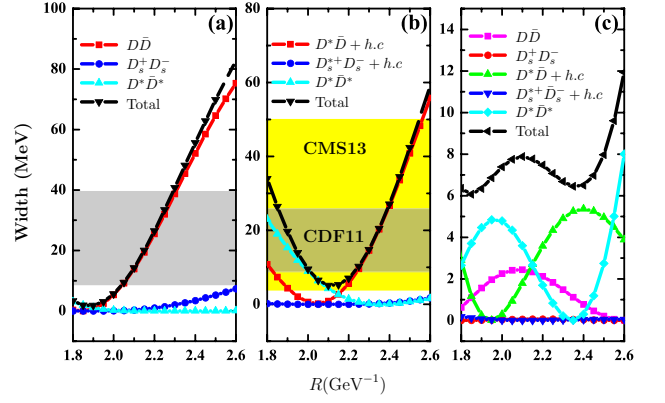 (a)
DD̄
D_s^+D_s^-
D*D̄*
Total
Width (MeV)
100
80
60
40
20
0
1.8 2.0 2.2 2.4 2.6
(b)
D*D̄ + h.c
D_s^{*+}D_s^- + h.c
D*D̄*
Total
CMS13
CDF11
80
60
40
20
0
1.8 2.0 2.2 2.4 2.6
R(GeV⁻¹)
(c)
DD̄
D_s^+D_s^-
D*D̄ + h.c
D_s^{*+}D̄_s^- + h.c
D*D̄*
Total
14
12
10
8
6
4
2
0
1.8 2.0 2.2 2.4 2.6